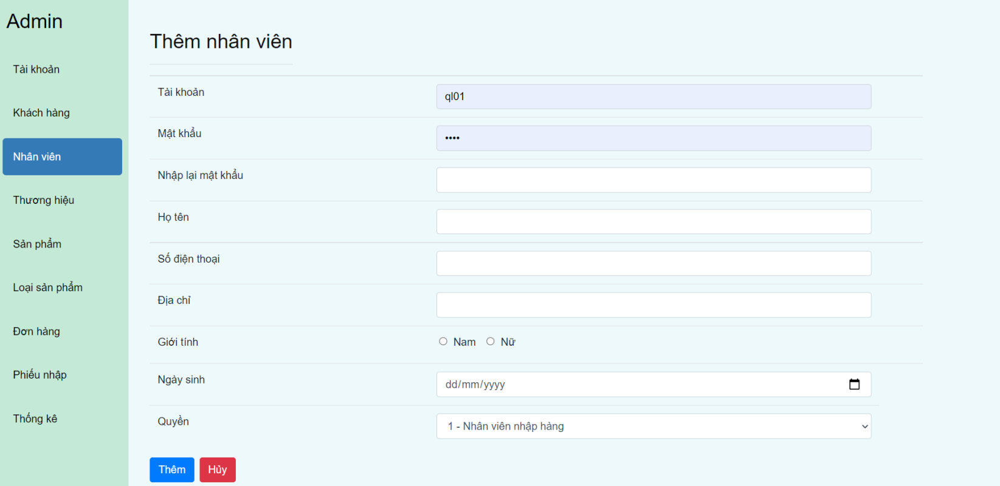 Admin
Tài khoản
Khách hàng
Nhân viên
Thương hiệu
Sản phẩm
Loại sản phẩm
Đơn hàng
Phiếu nhập
Thống kê
Thêm nhân viên
Tài khoản
ql01
Mật khẩu
••••
Nhập lại mật khẩu
Họ tên
Số điện thoại
Địa chỉ
Giới tính
Nam Nữ
Ngày sinh
dd/mm/yyyy
Quyền
1 - Nhân viên nhập hàng
Thêm Hủy